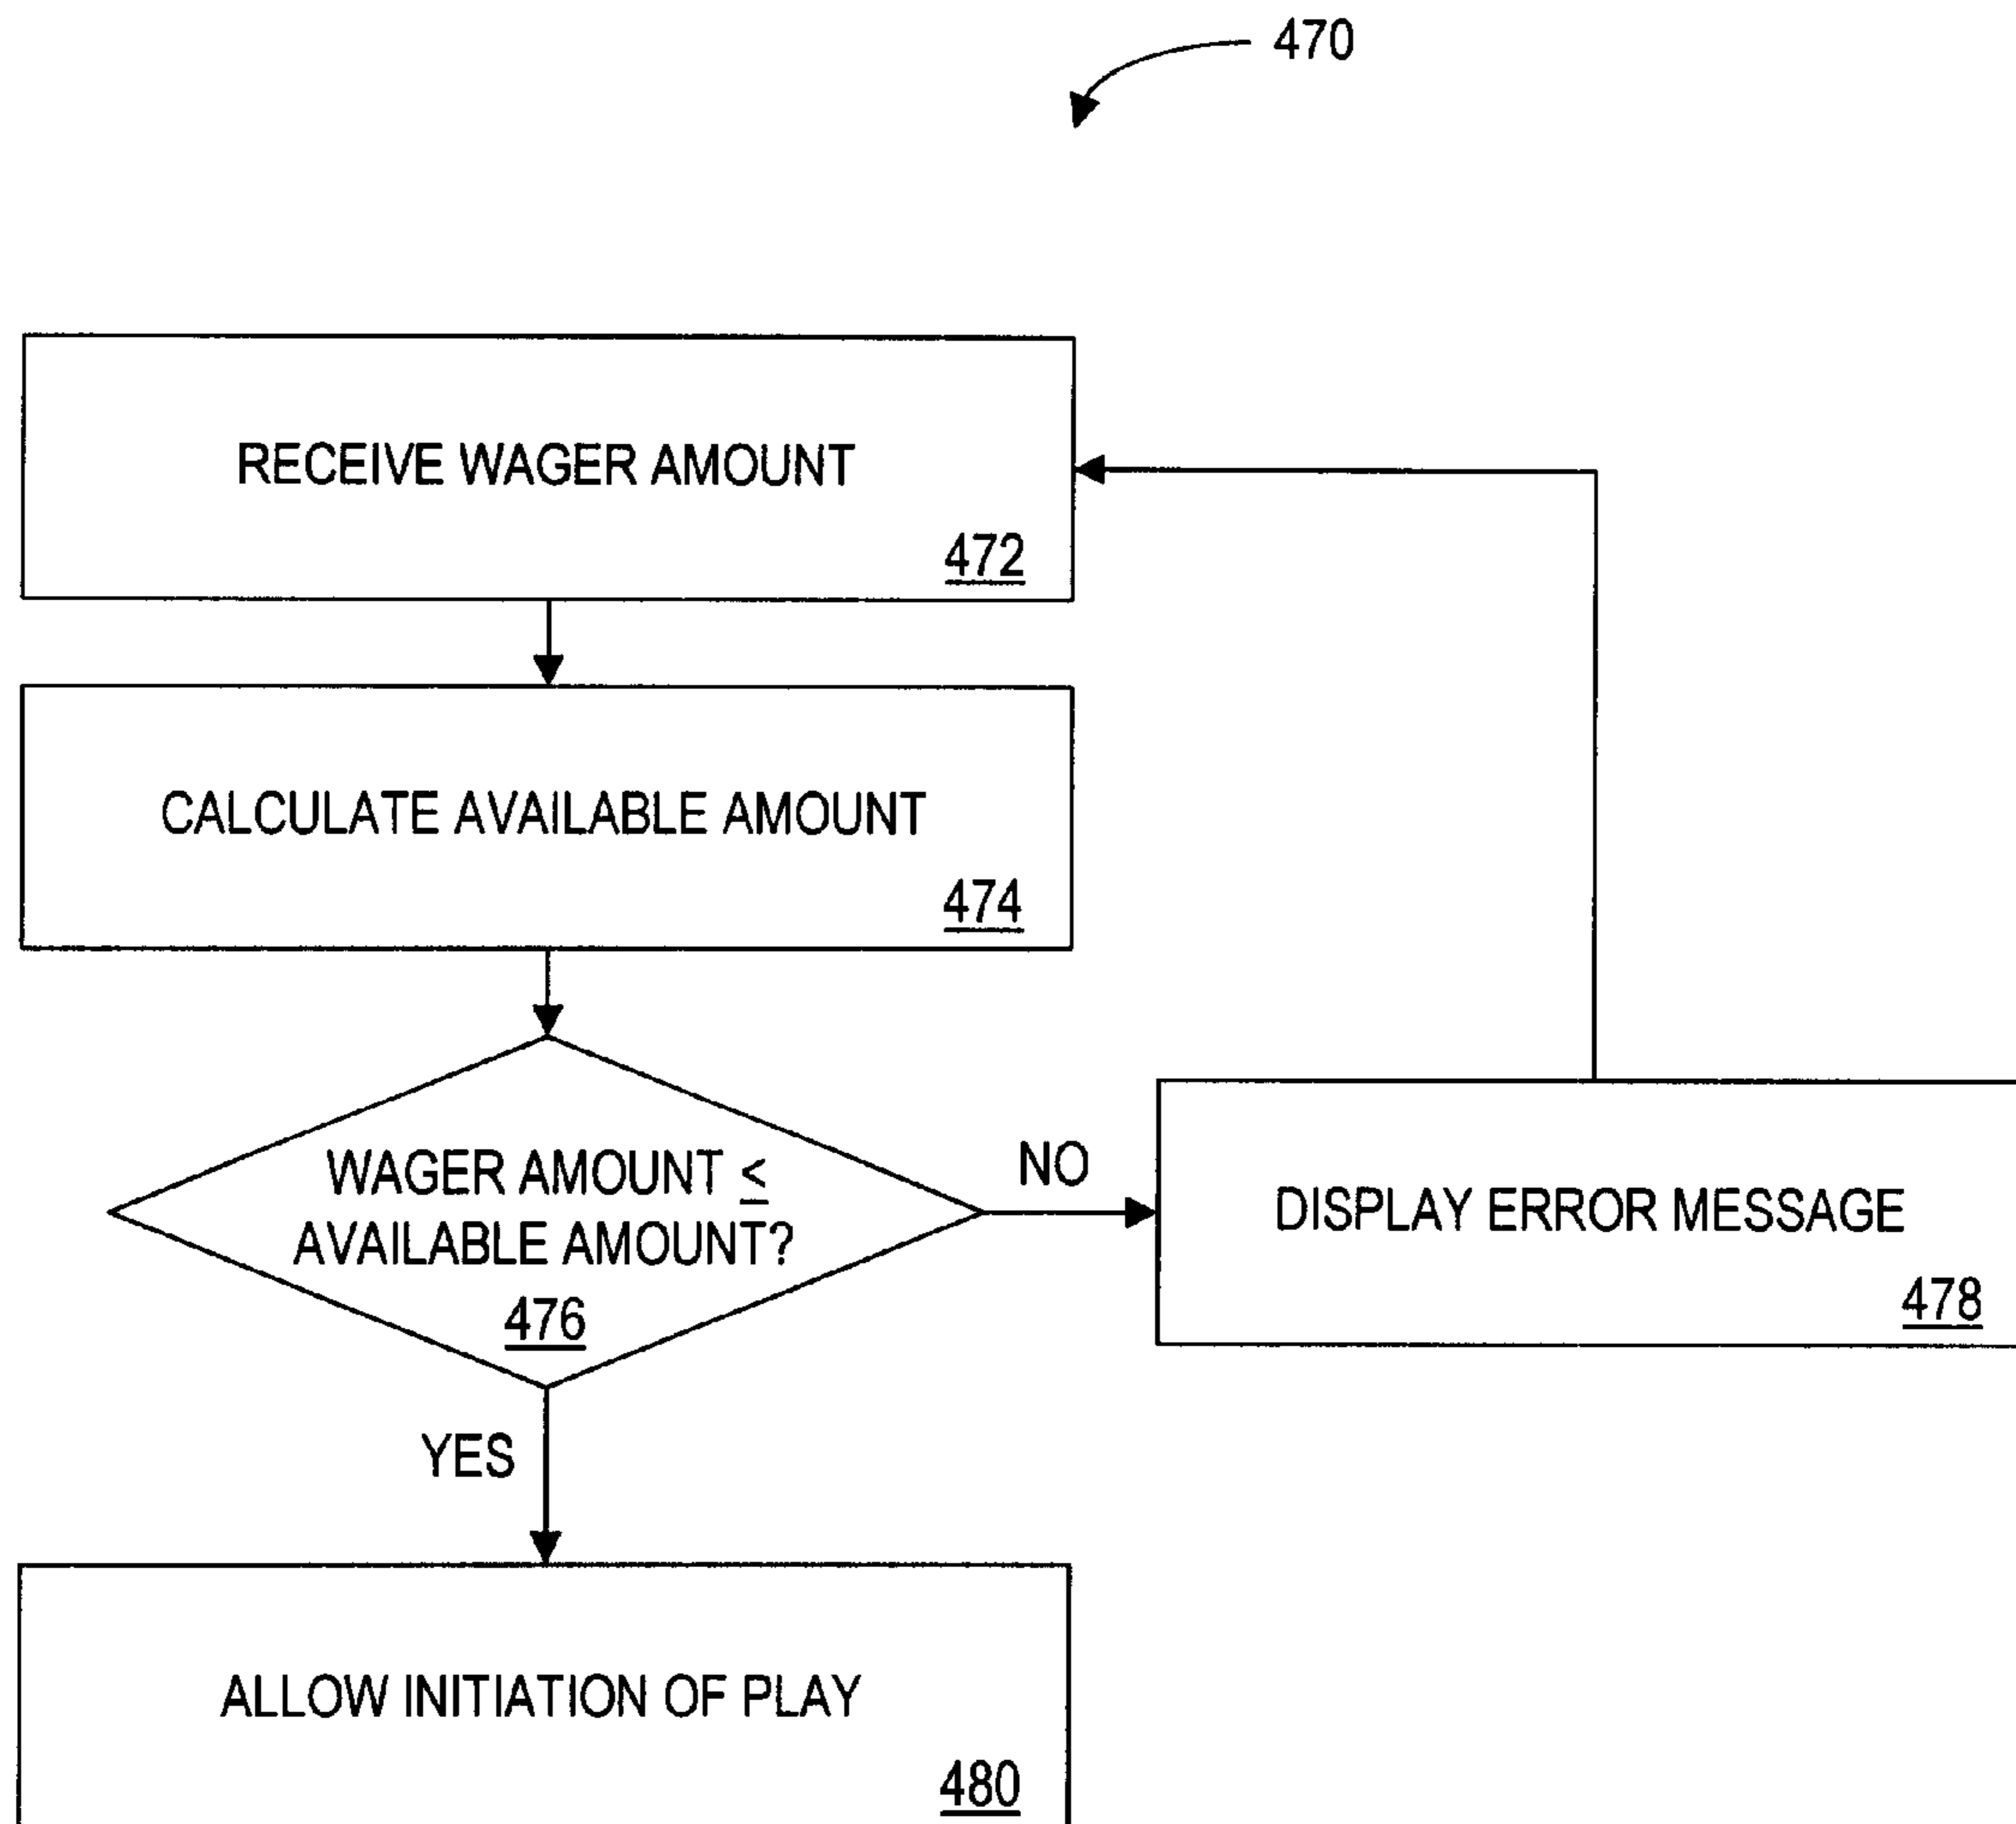 470
RECEIVE WAGER AMOUNT
472
CALCULATE AVAILABLE AMOUNT
474
WAGER AMOUNT ≤
AVAILABLE AMOUNT?
476
NO
DISPLAY ERROR MESSAGE
478
YES
ALLOW INITIATION OF PLAY
480